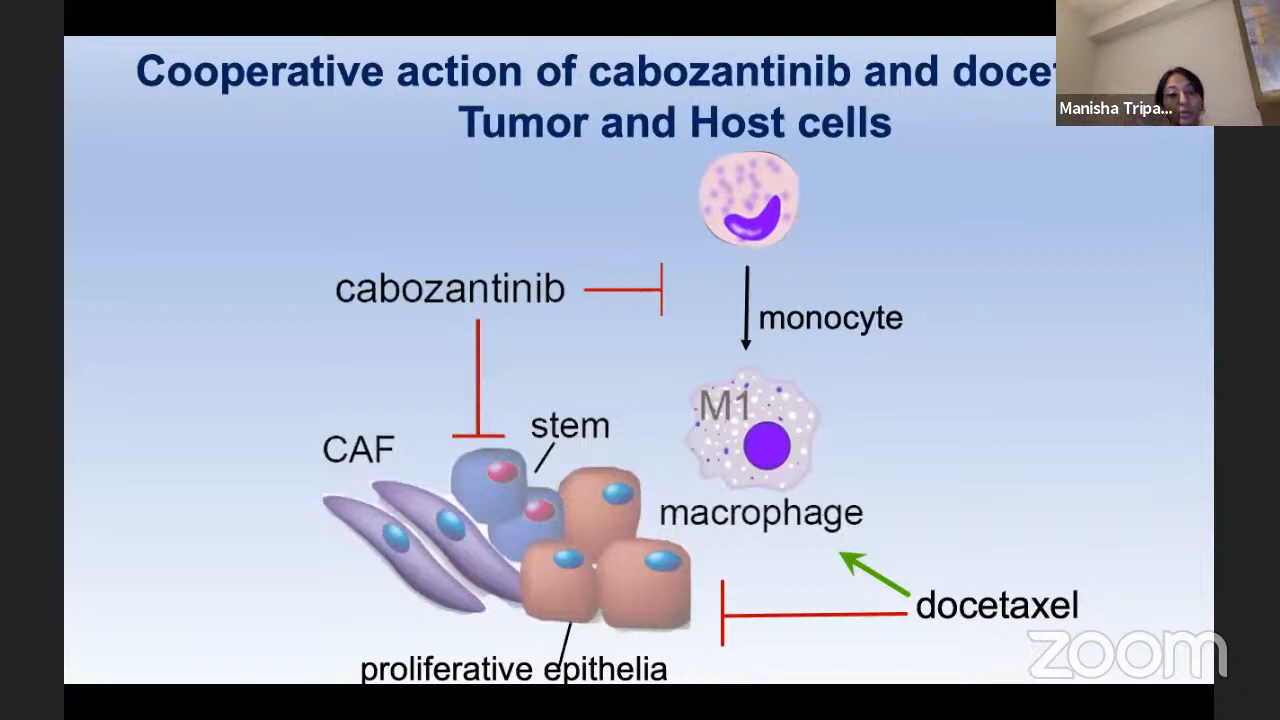 Cooperative action of cabozantinib and docet
Tumor and Host cells
Manisha Tripa...
cabozantinib
monocyte
M1
stem
CAF
macrophage
docetaxel
proliferative epithelia
zoom